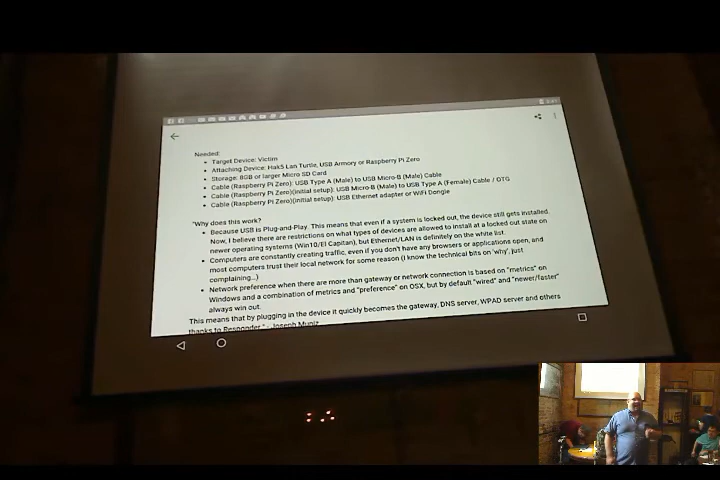 Needed:
• Target Device: Victim
• Attaching Device: Hak5 Lan Turtle, USB Armory or Raspberry Pi Zero
• Storage: 8GB or larger Micro SD Card
• Cable (Raspberry Pi Zero): USB Type A (Male) to USB Micro-B (Male) Cable
• Cable (Raspberry Pi Zero)(initial setup): USB Micro-B (Male) to USB Type A (Female) Cable / OTG
• Cable (Raspberry Pi Zero)(initial setup): USB Ethernet adapter or WiFi Dongle
"Why does this work?
• Because USB is Plug-and-Play. This means that even if a system is locked out, the device still gets installed.
Now, I believe there are restrictions on what types of devices are allowed to install at a locked out state on
newer operating systems (Win10/El Capitan), but Ethernet/LAN is definitely on the white list.
• Computers are constantly creating traffic, even if you don't have any browsers or applications open, and
most computers trust their local network for some reason (I know the technical bits on 'why', just
complaining...)
• Network preference when there are more than gateway or network connection is based on "metrics" on
Windows and a combination of metrics and "preference" on OSX, but by default "wired" and "newer/faster"
always win out.
This means that by plugging in the device it quickly becomes the gateway, DNS server, WPAD server and others
thanks to Responder." - Joseph Muniz